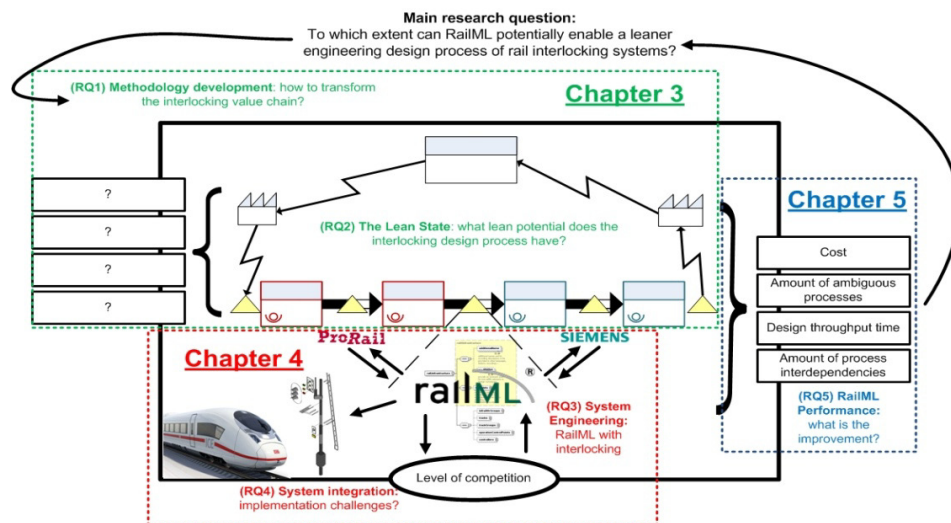 Main research question:
To which extent can RailML potentially enable a leaner
engineering design process of rail interlocking systems?
(RQ1) Methodology development: how to transform
the interlocking value chain?
Chapter 3
?
?
?
?
(RQ2) The Lean State: what lean potential does the
interlocking design process have?
Chapter 5
Cost
Amount of ambiguous
processes
Design throughput time
Amount of process
interdependencies
(RQ5) RailML
Performance:
what is the
improvement?
ProRail
SIEMENS
Chapter 4
railML
®
(RQ3) System
Engineering:
RailML with
interlocking
Level of competition
(RQ4) System integration:
implementation challenges?